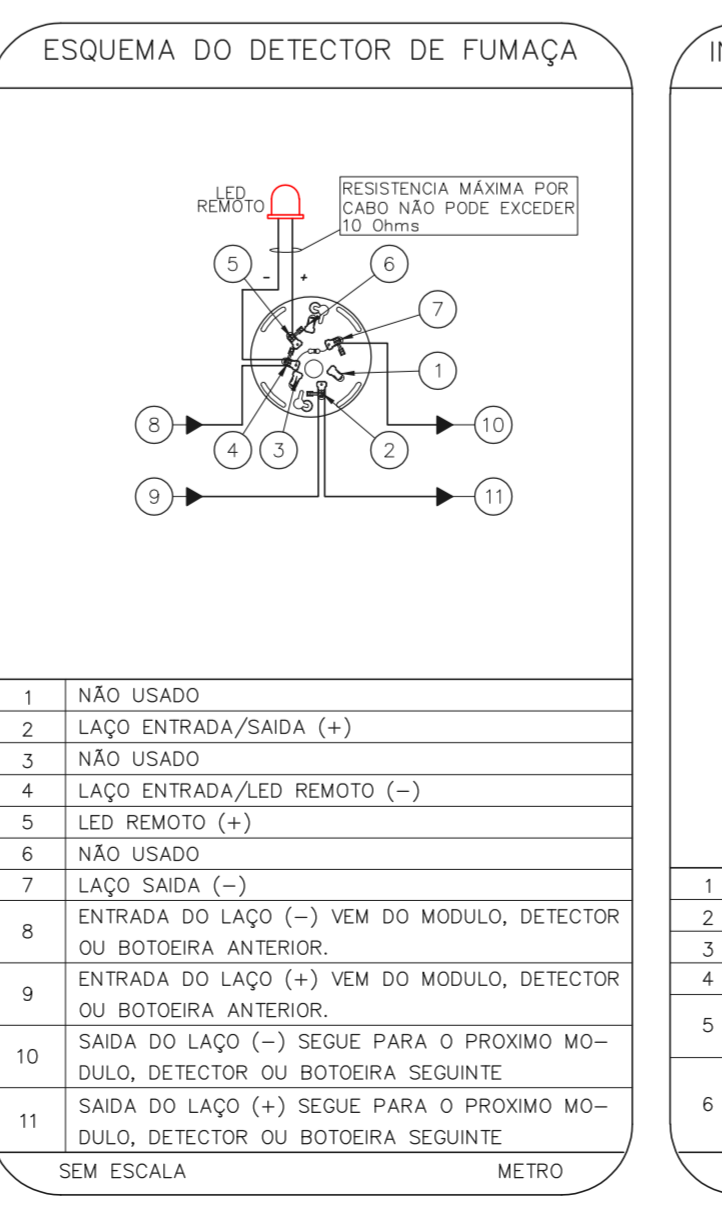 ESQUEMA DO DETECTOR DE FUMAÇA
LED
REMOTO
RESISTENCIA MÁXIMA POR
CABO NÃO PODE EXCEDER
10 Ohms
5
6
- +
7
1
8
10
4
3
2
9
11
1 NÃO USADO
2 LAÇO ENTRADA/SAIDA (+)
3 NÃO USADO
4 LAÇO ENTRADA/LED REMOTO (–)
5 LED REMOTO (+)
6 NÃO USADO
7 LAÇO SAIDA (–)
8 ENTRADA DO LAÇO (–) VEM DO MODULO, DETECTOR
OU BOTOEIRA ANTERIOR.
9 ENTRADA DO LAÇO (+) VEM DO MODULO, DETECTOR
OU BOTOEIRA ANTERIOR.
10 SAIDA DO LAÇO (–) SEGUE PARA O PROXIMO MO–
DULO, DETECTOR OU BOTOEIRA SEGUINTE
11 SAIDA DO LAÇO (+) SEGUE PARA O PROXIMO MO–
DULO, DETECTOR OU BOTOEIRA SEGUINTE
SEM ESCALA METRO
1
2
3
4
5
6